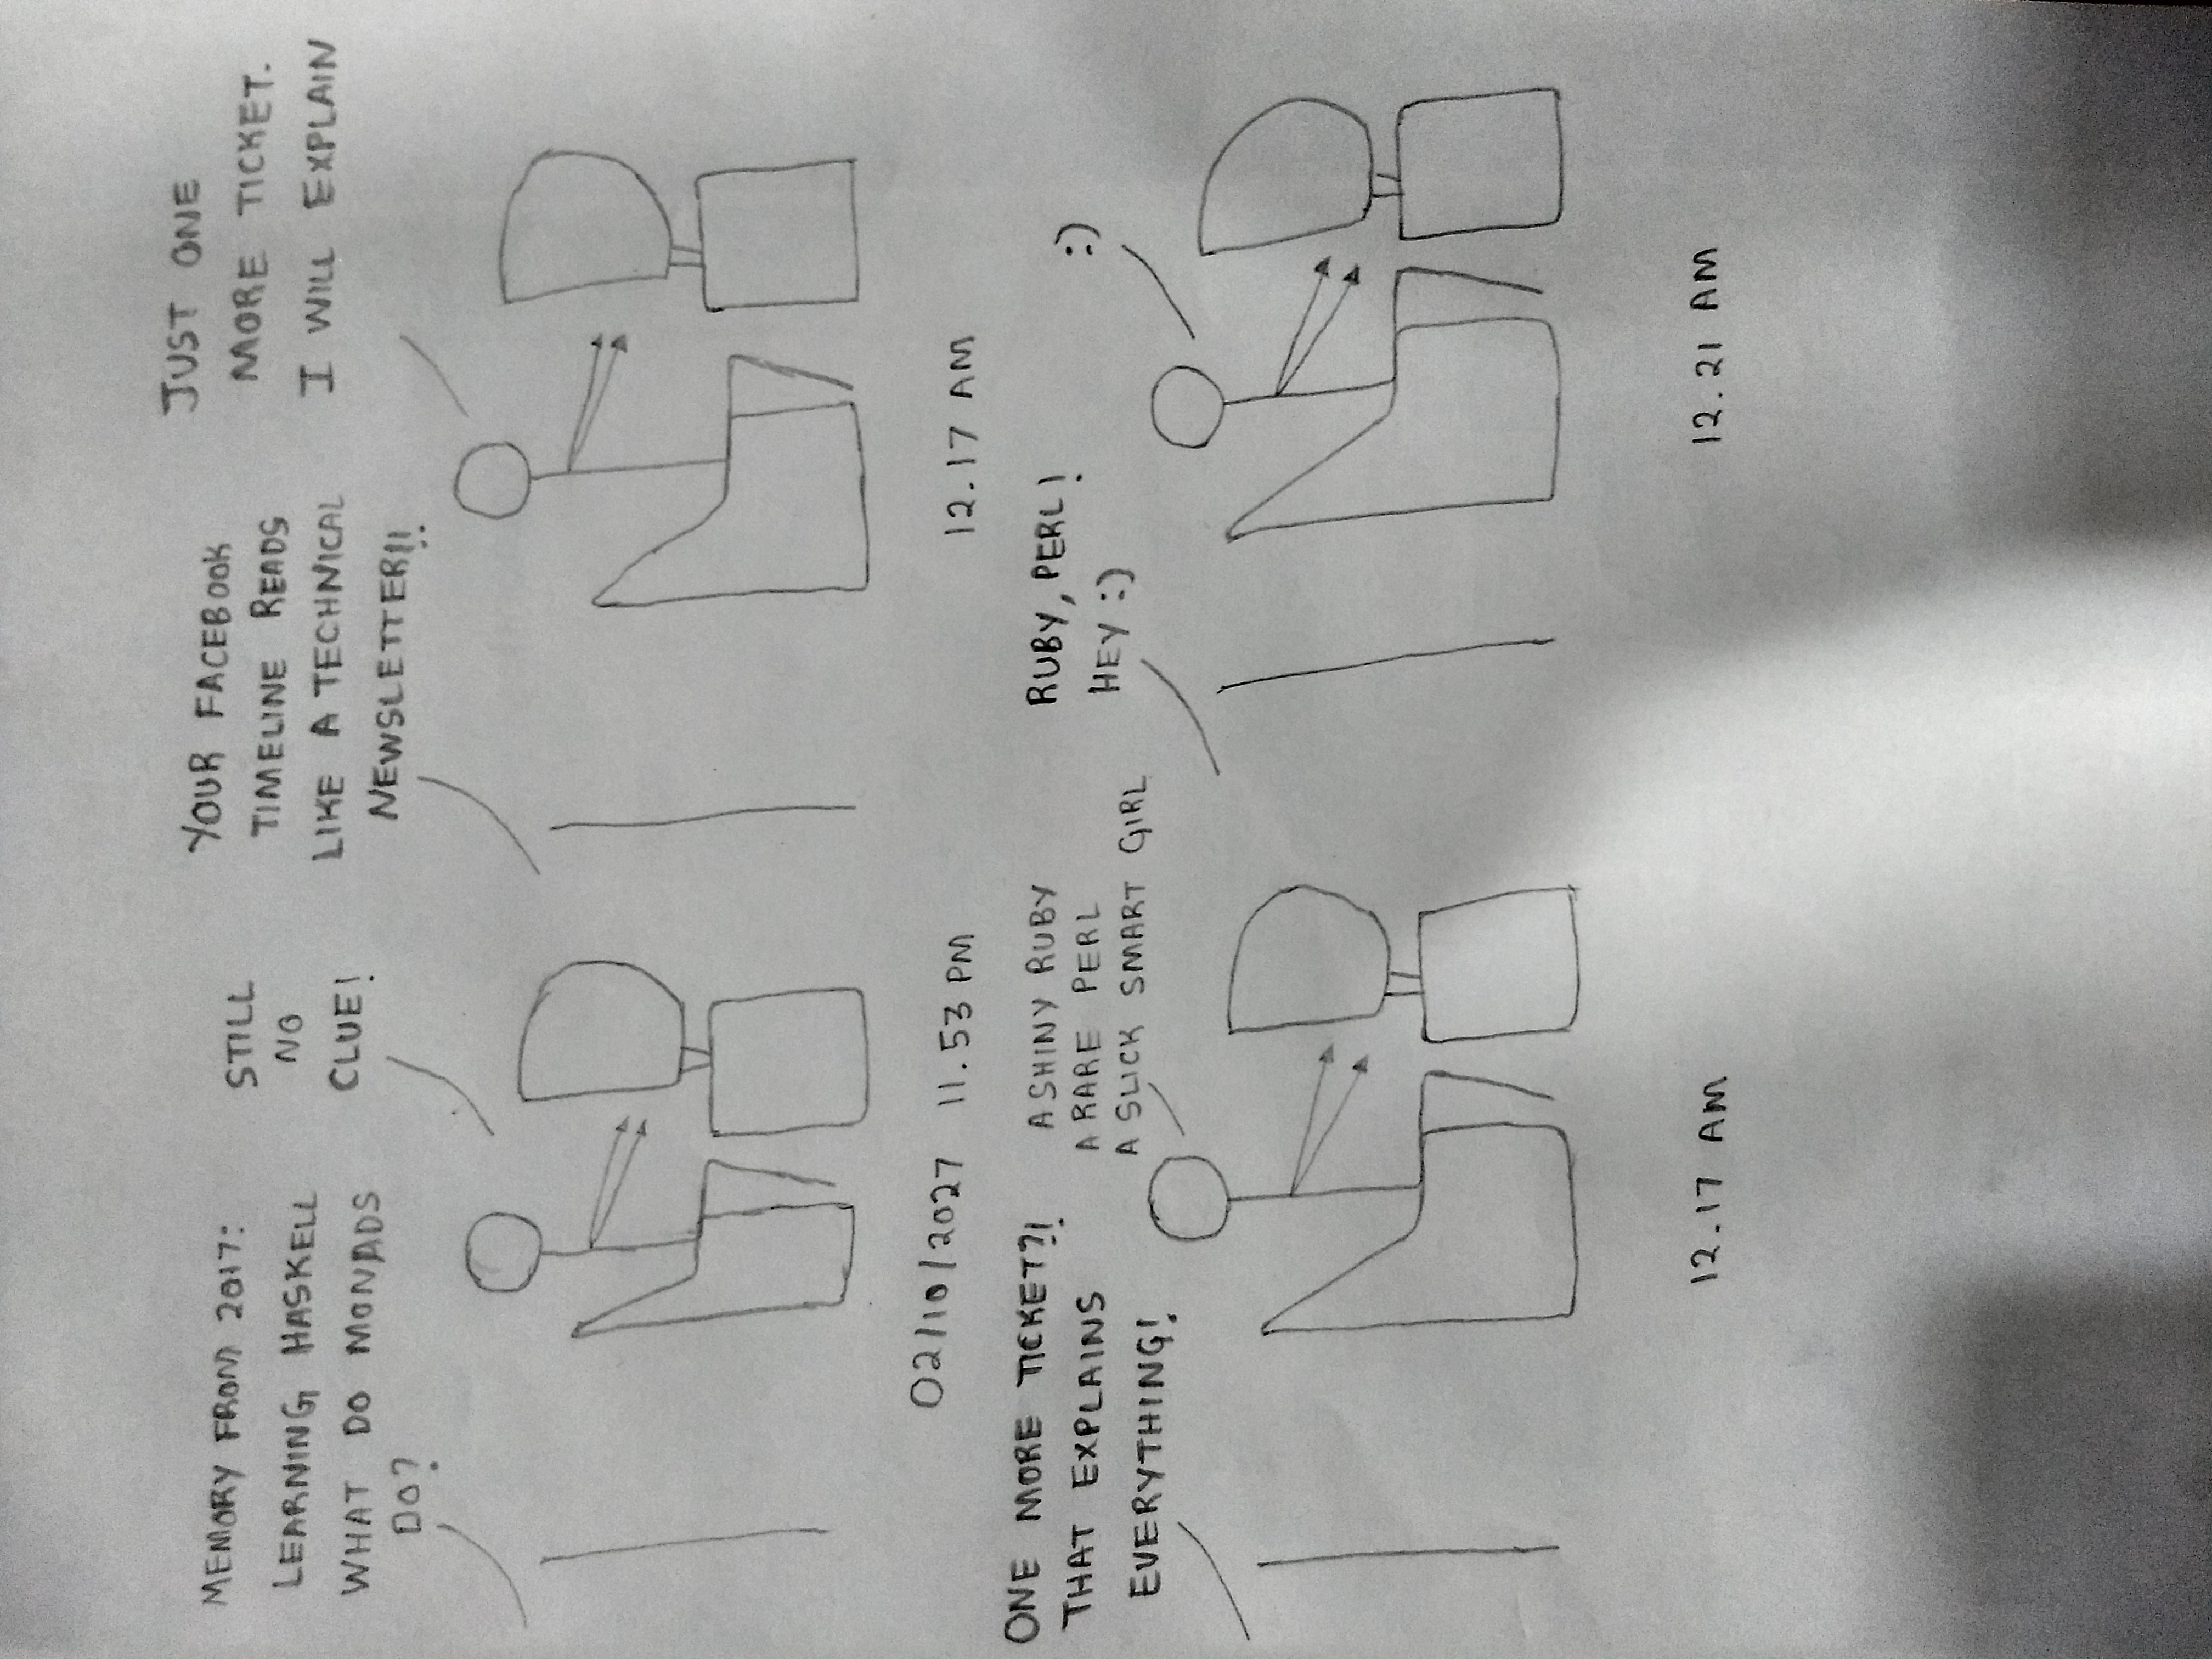 MEMORY FROM 2017:
LEARNING HASKELL
WHAT DO MONADS
DO?
STILL
NO
CLUE!
02/10/2027 11.53 PM
YOUR FACEBOOK
TIMELINE READS
LIKE A TECHNICAL
NEWSLETTER!!
JUST ONE
MORE TICKET.
I WILL EXPLAIN
12.17 AM
ONE MORE TICKET?!
THAT EXPLAINS
EVERYTHING!
A SHINY RUBY
A RARE PERL
A SLICK SMART GIRL
12.17 AM
RUBY, PERL!
HEY :)
:)
12.21 AM